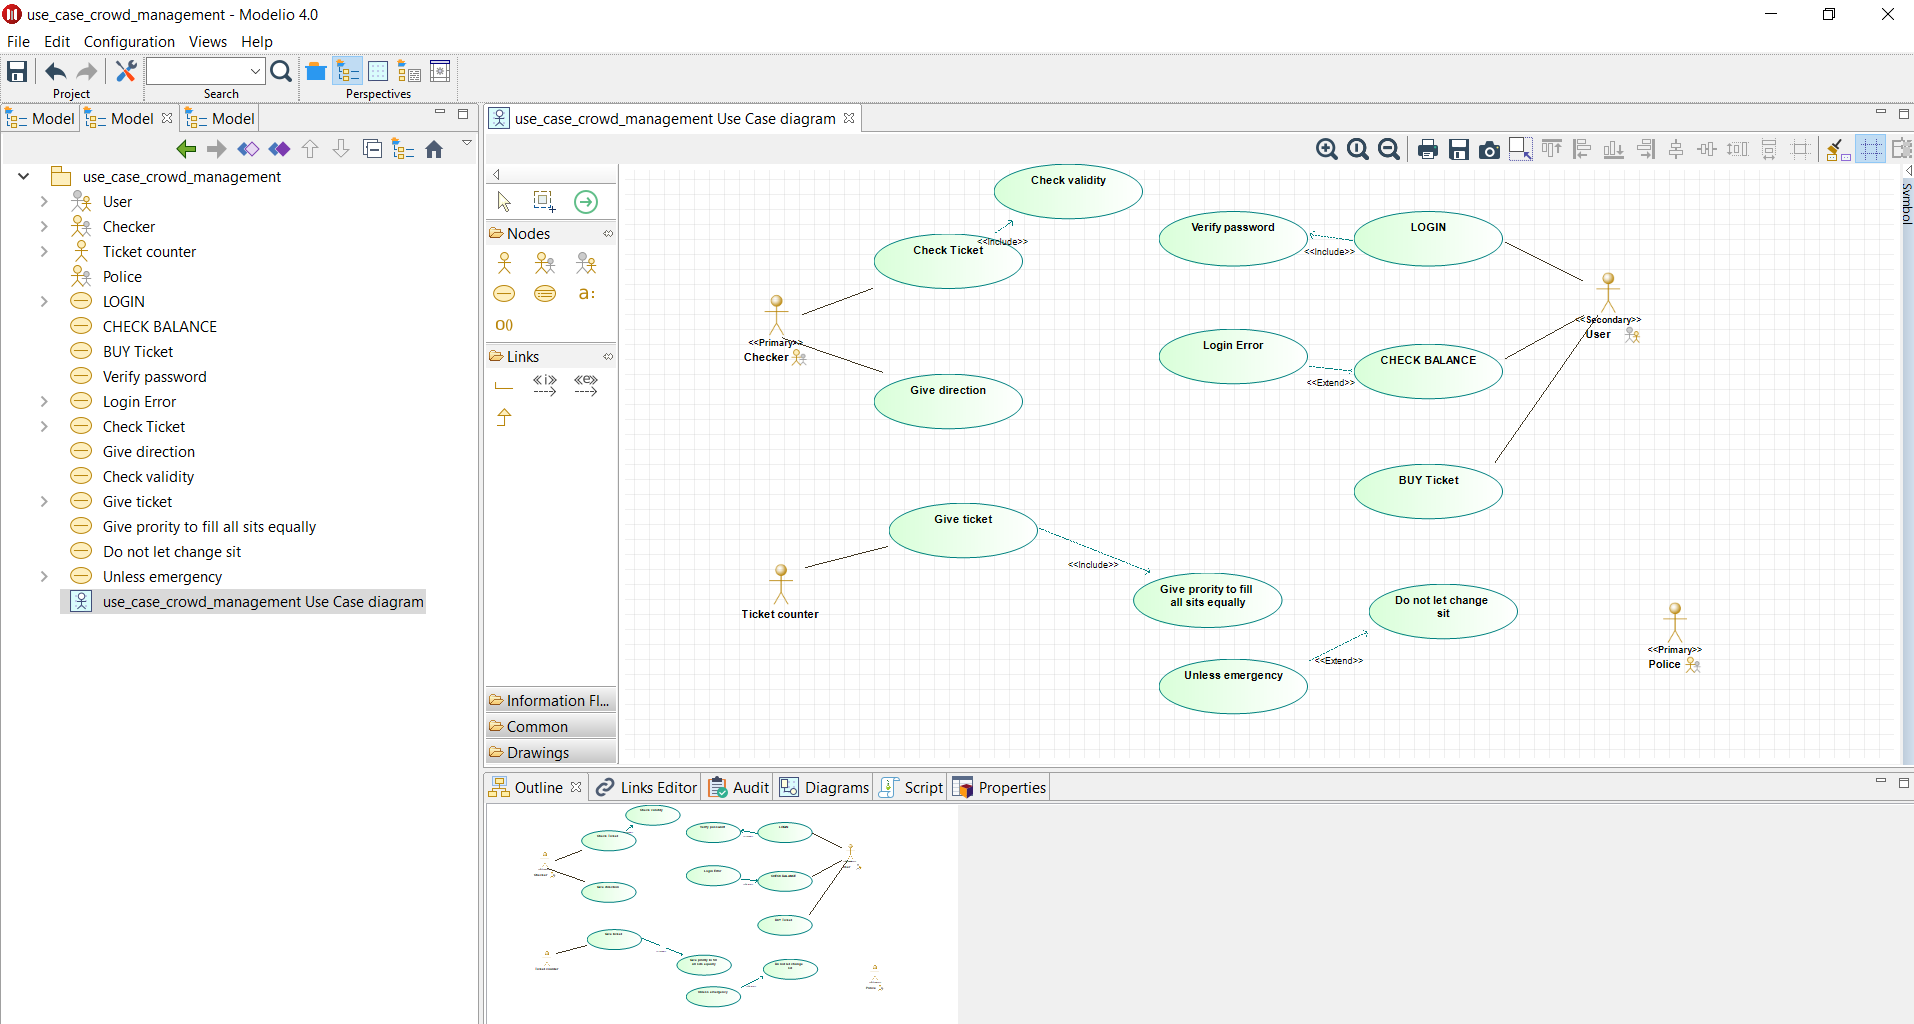 use_case_crowd_management - Modelio 4.0
File Edit Configuration Views Help
Project Search Perspectives
Model Model Model
use_case_crowd_management Use Case diagram
use_case_crowd_management
User
Checker
Ticket counter
Police
LOGIN
CHECK BALANCE
BUY Ticket
Verify password
Login Error
Check Ticket
Give direction
Check validity
Give ticket
Give prority to fill all sits equally
Do not let change sit
Unless emergency
use_case_crowd_management Use Case diagram
Nodes
a:
Links
Information Fl...
Common
Drawings
Symbol
Check validity
<<Include>>
Check Ticket
Verify password
<<Include>>
LOGIN
<<Primary>>
Checker
<<Secondary>>
User
Login Error
<<Extend>>
CHECK BALANCE
Give direction
BUY Ticket
Give ticket
<<Include>>
Ticket counter
Give prority to fill
all sits equally
Do not let change
sit
<<Extend>>
Unless emergency
<<Primary>>
Police
Outline Links Editor Audit Diagrams Script Properties